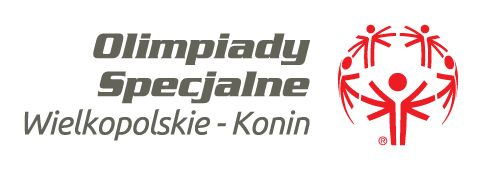 Olimpiady
Specjalne
Wielkopolskie - Konin
®